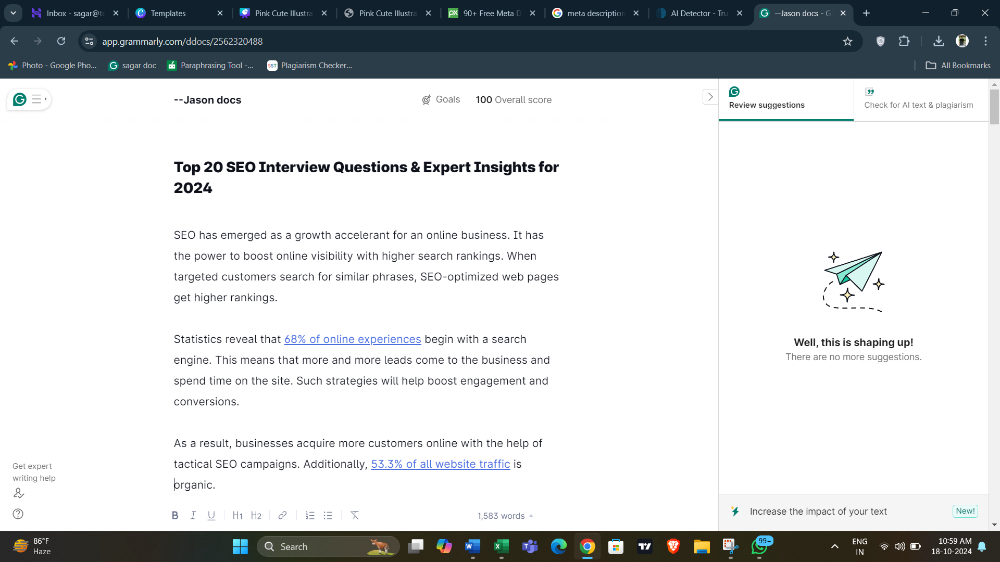 Inbox - sagar@te
Templates
Pink Cute Illustra
Pink Cute Illustra
90+ Free Meta D
meta description
AI Detector - Tru
--Jason docs - G
app.grammarly.com/ddocs/2562320488
Photo - Google Pho...
sagar doc
Paraphrasing Tool -...
SST
Plagiarism Checker...
All Bookmarks
--Jason docs
Goals
100 Overall score
Review suggestions
Check for AI text & plagiarism
Top 20 SEO Interview Questions & Expert Insights for
2024
SEO has emerged as a growth accelerant for an online business. It has
the power to boost online visibility with higher search rankings. When
targeted customers search for similar phrases, SEO-optimized web pages
get higher rankings.
Statistics reveal that 68% of online experiences begin with a search
engine. This means that more and more leads come to the business and
spend time on the site. Such strategies will help boost engagement and
conversions.
As a result, businesses acquire more customers online with the help of
tactical SEO campaigns. Additionally, 53.3% of all website traffic is
organic.
Well, this is shaping up!
There are no more suggestions.
Get expert
writing help
B I U H1 H2
1,583 words
Increase the impact of your text
New!
86°F
Haze
Search
99+
ENG
IN
10:59 AM
18-10-2024